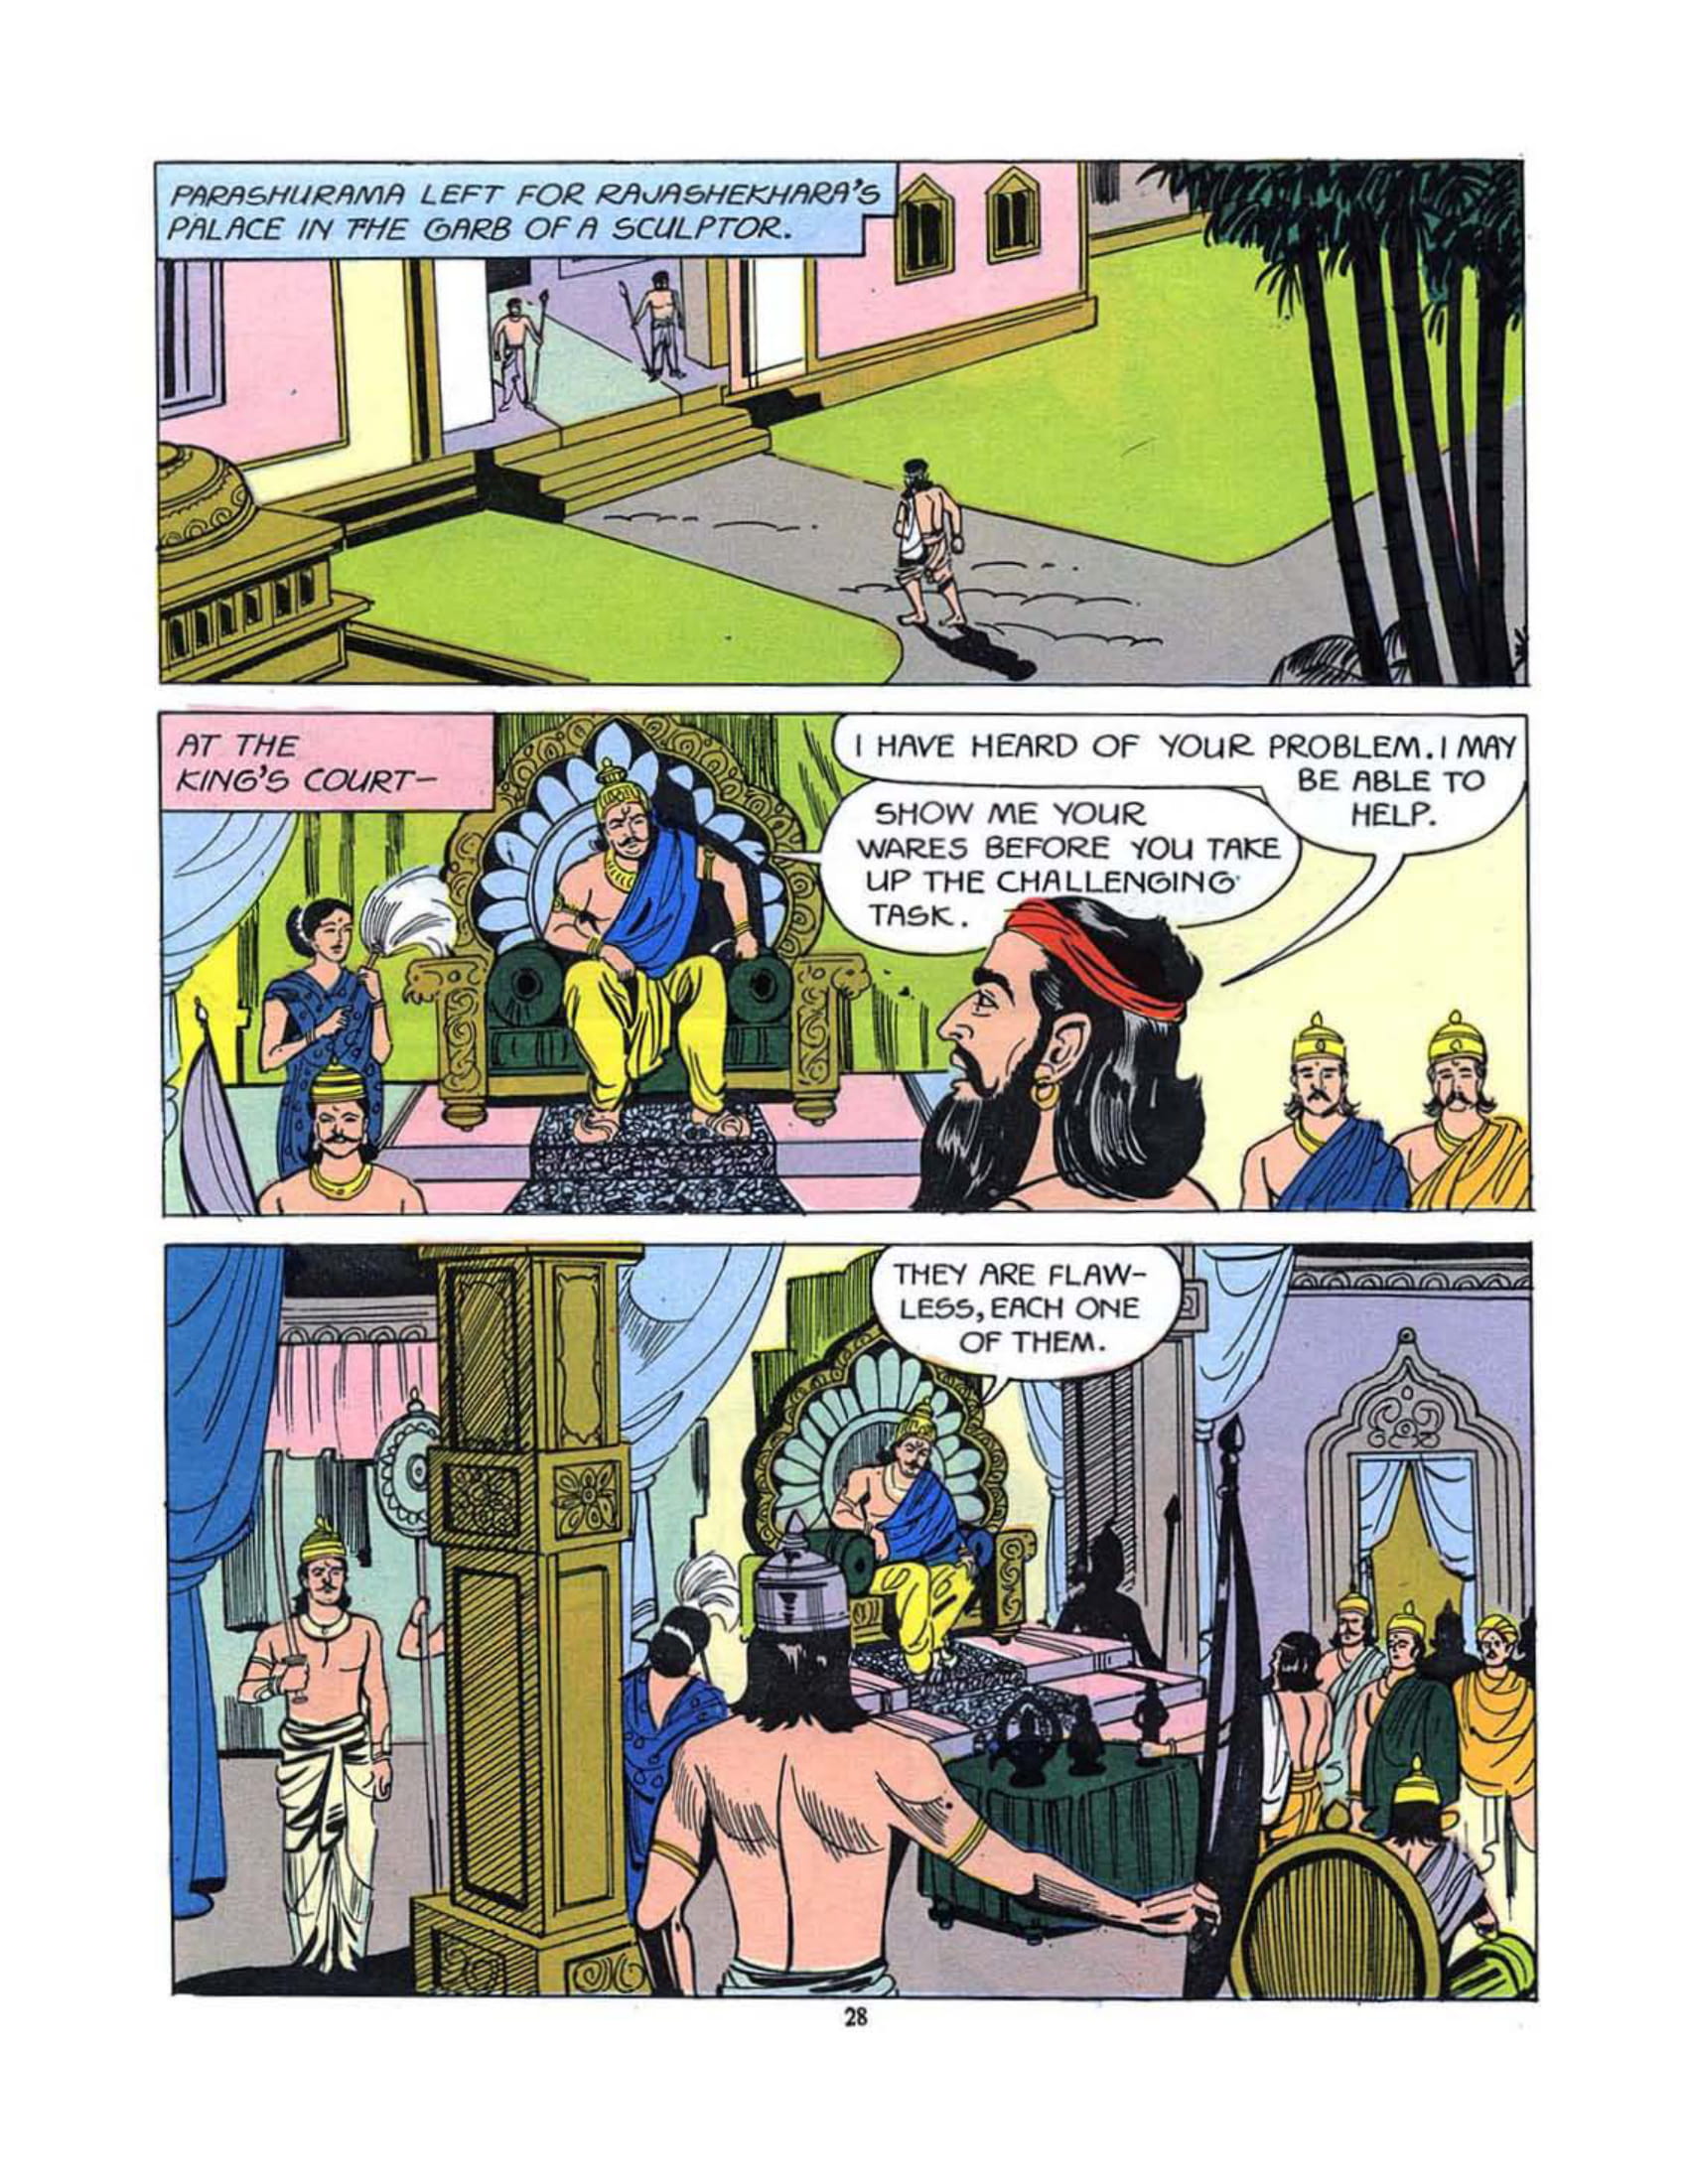 PARASHURAMA LEFT FOR RAJASHEKHARA'S
PALACE IN THE GARB OF A SCULPTOR.
AT THE
KING'S COURT—
I HAVE HEARD OF YOUR PROBLEM. I MAY
BE ABLE TO
HELP.
SHOW ME YOUR
WARES BEFORE YOU TAKE
UP THE CHALLENGING
TASK.
THEY ARE FLAW-
LESS, EACH ONE
OF THEM.
28